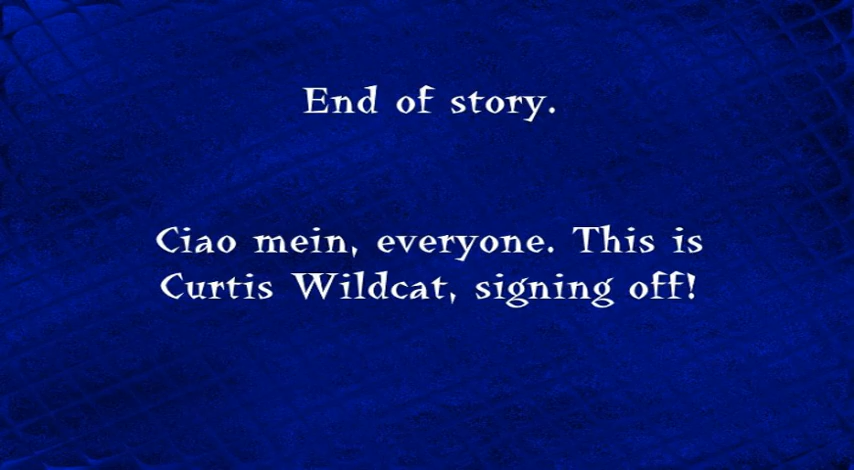 End of story.
Ciao mein, everyone. This is
Curtis Wildcat, signing off!